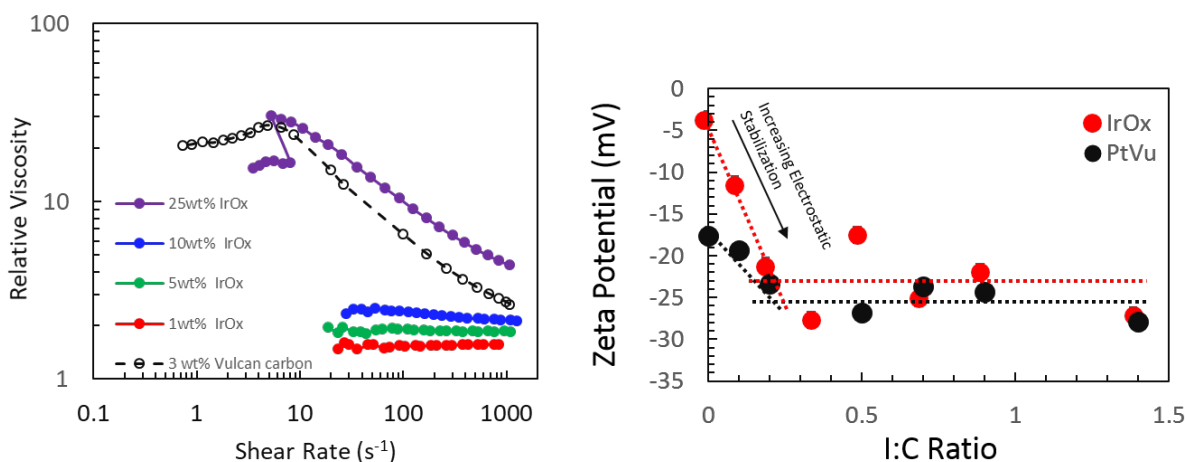 100
10
1
Relative Viscosity
25wt% IrOx
10wt% IrOx
5wt% IrOx
1wt% IrOx
3 wt% Vulcan carbon
0.1 1 10 100 1000
Shear Rate (s⁻¹)
0
-5
-10
-15
-20
-25
-30
-35
Zeta Potential (mV)
Increasing Electrostatic
Stabilization
IrOx
PtVu
0 0.5 1 1.5
I:C Ratio